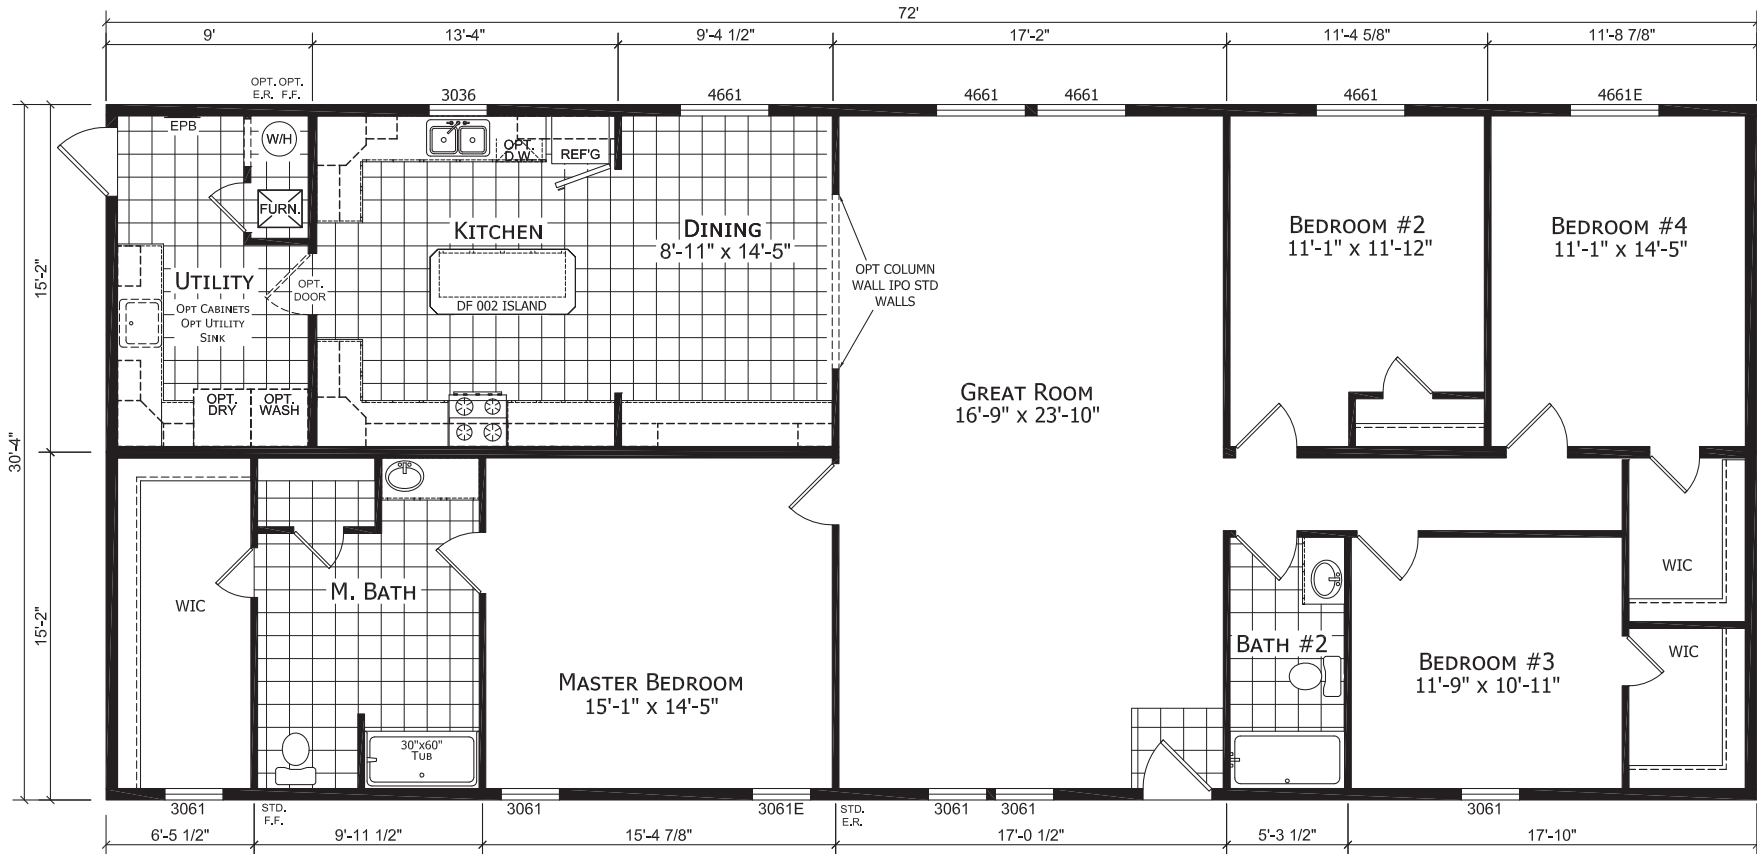 72'
9'
13'-4"
9'-4 1/2"
17'-2"
11'-4 5/8"
11'-8 7/8"
OPT. OPT.
E.R. F.F.
3036
4661
4661
4661
4661
4661E
EPB
W/H
FURN.
OPT.
D.W.
REF'G
KITCHEN
DINING
8'-11" x 14'-5"
BEDROOM #2
11'-1" x 11'-12"
BEDROOM #4
11'-1" x 14'-5"
UTILITY
OPT CABINETS
OPT UTILITY
SINK
OPT.
DOOR
DF 002 ISLAND
OPT COLUMN
WALL IPO STD
WALLS
15'-2"
30'-4"
15'-2"
OPT.
DRY
OPT.
WASH
GREAT ROOM
16'-9" x 23'-10"
WIC
M. BATH
MASTER BEDROOM
15'-1" x 14'-5"
30"x60"
TUB
BATH #2
BEDROOM #3
11'-9" x 10'-11"
WIC
WIC
3061
STD.
F.F.
3061
3061E
STD.
E.R.
3061
3061
3061
6'-5 1/2"
9'-11 1/2"
15'-4 7/8"
17'-0 1/2"
5'-3 1/2"
17'-10"